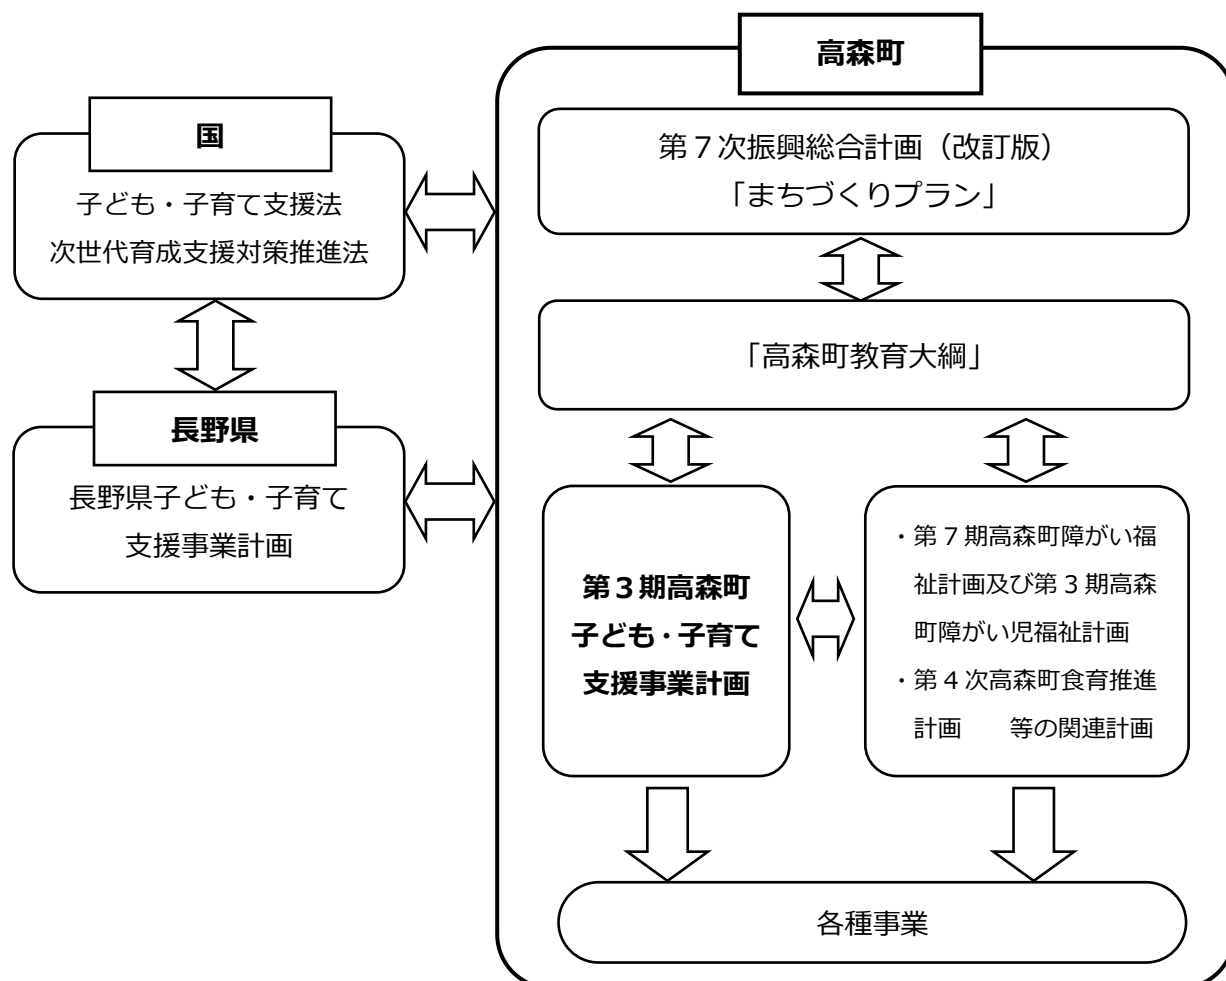 国
子ども・子育て支援法
次世代育成支援対策推進法
長野県
長野県子ども・子育て
支援事業計画
高森町
第7次振興総合計画（改訂版）
「まちづくりプラン」
「高森町教育大綱」
第3期高森町
子ども・子育て
支援事業計画
・第7期高森町障がい福
祉計画及び第3期高森
町障がい児福祉計画
・第4次高森町食育推進
計画　　等の関連計画
各種事業